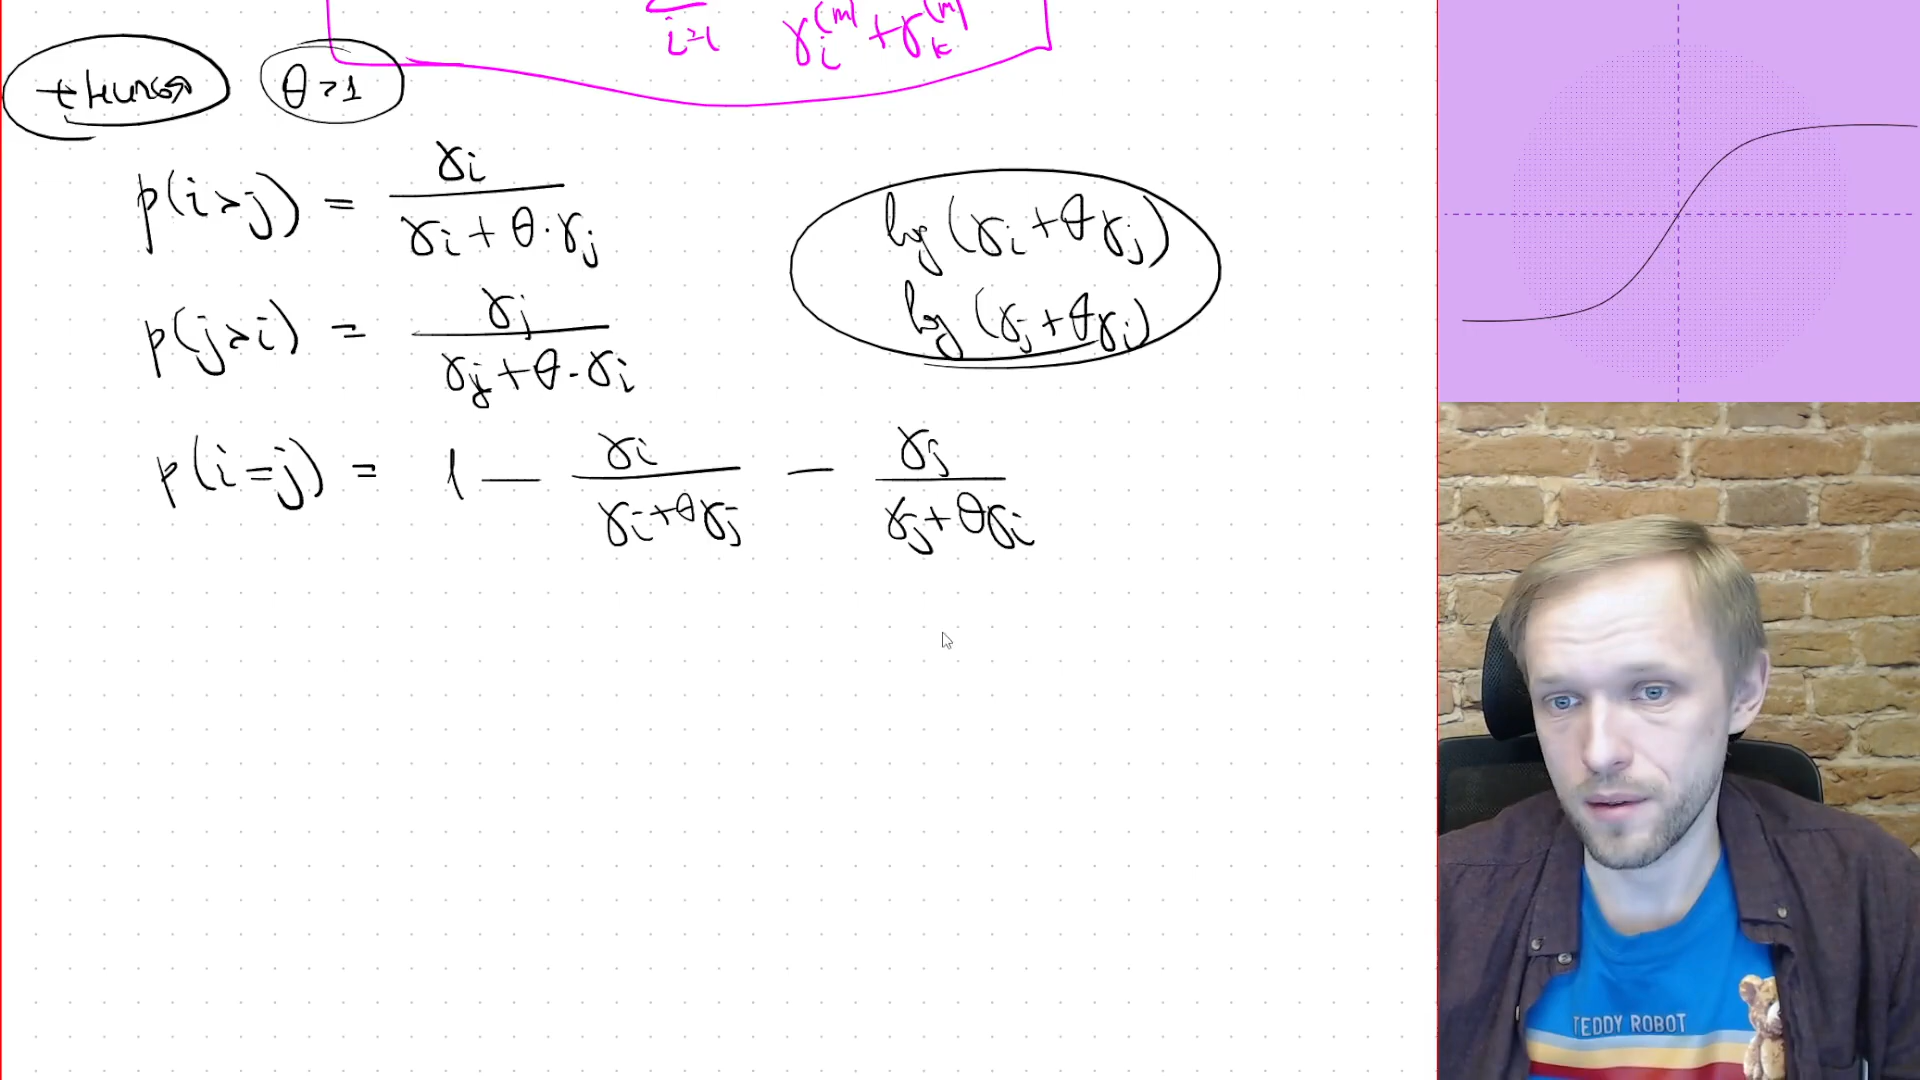 i=1 γ_i^(m) + γ_k^(m)
θ > 1
p(i>j) = γ_i / (γ_i + θ·γ_j)
log (γ_i + θγ_j)
log (γ_j + θγ_i)
p(j>i) = γ_j / (γ_j + θ·γ_i)
p(i=j) = 1 − γ_i / (γ_i + θγ_j) − γ_j / (γ_j + θγ_i)
TEDDY ROBOT